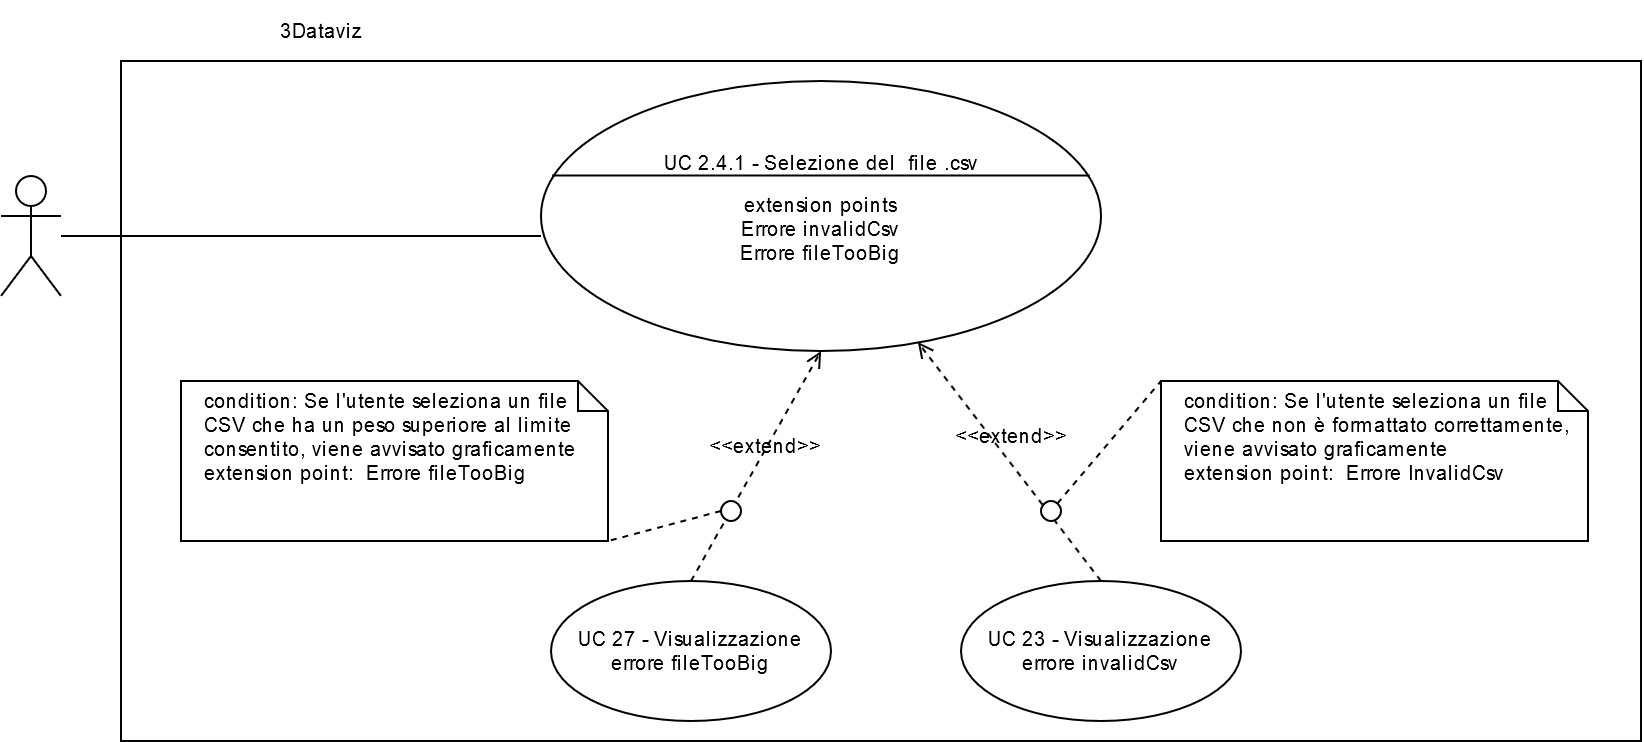 3Dataviz
UC 2.4.1 - Selezione del  file .csv
extension points
Errore invalidCsv
Errore fileTooBig
condition: Se l'utente seleziona un file
CSV che ha un peso superiore al limite
consentito, viene avvisato graficamente
extension point:  Errore fileTooBig
<<extend>>
<<extend>>
condition: Se l'utente seleziona un file
CSV che non è formattato correttamente,
viene avvisato graficamente
extension point:  Errore InvalidCsv
UC 27 - Visualizzazione
errore fileTooBig
UC 23 - Visualizzazione
errore invalidCsv